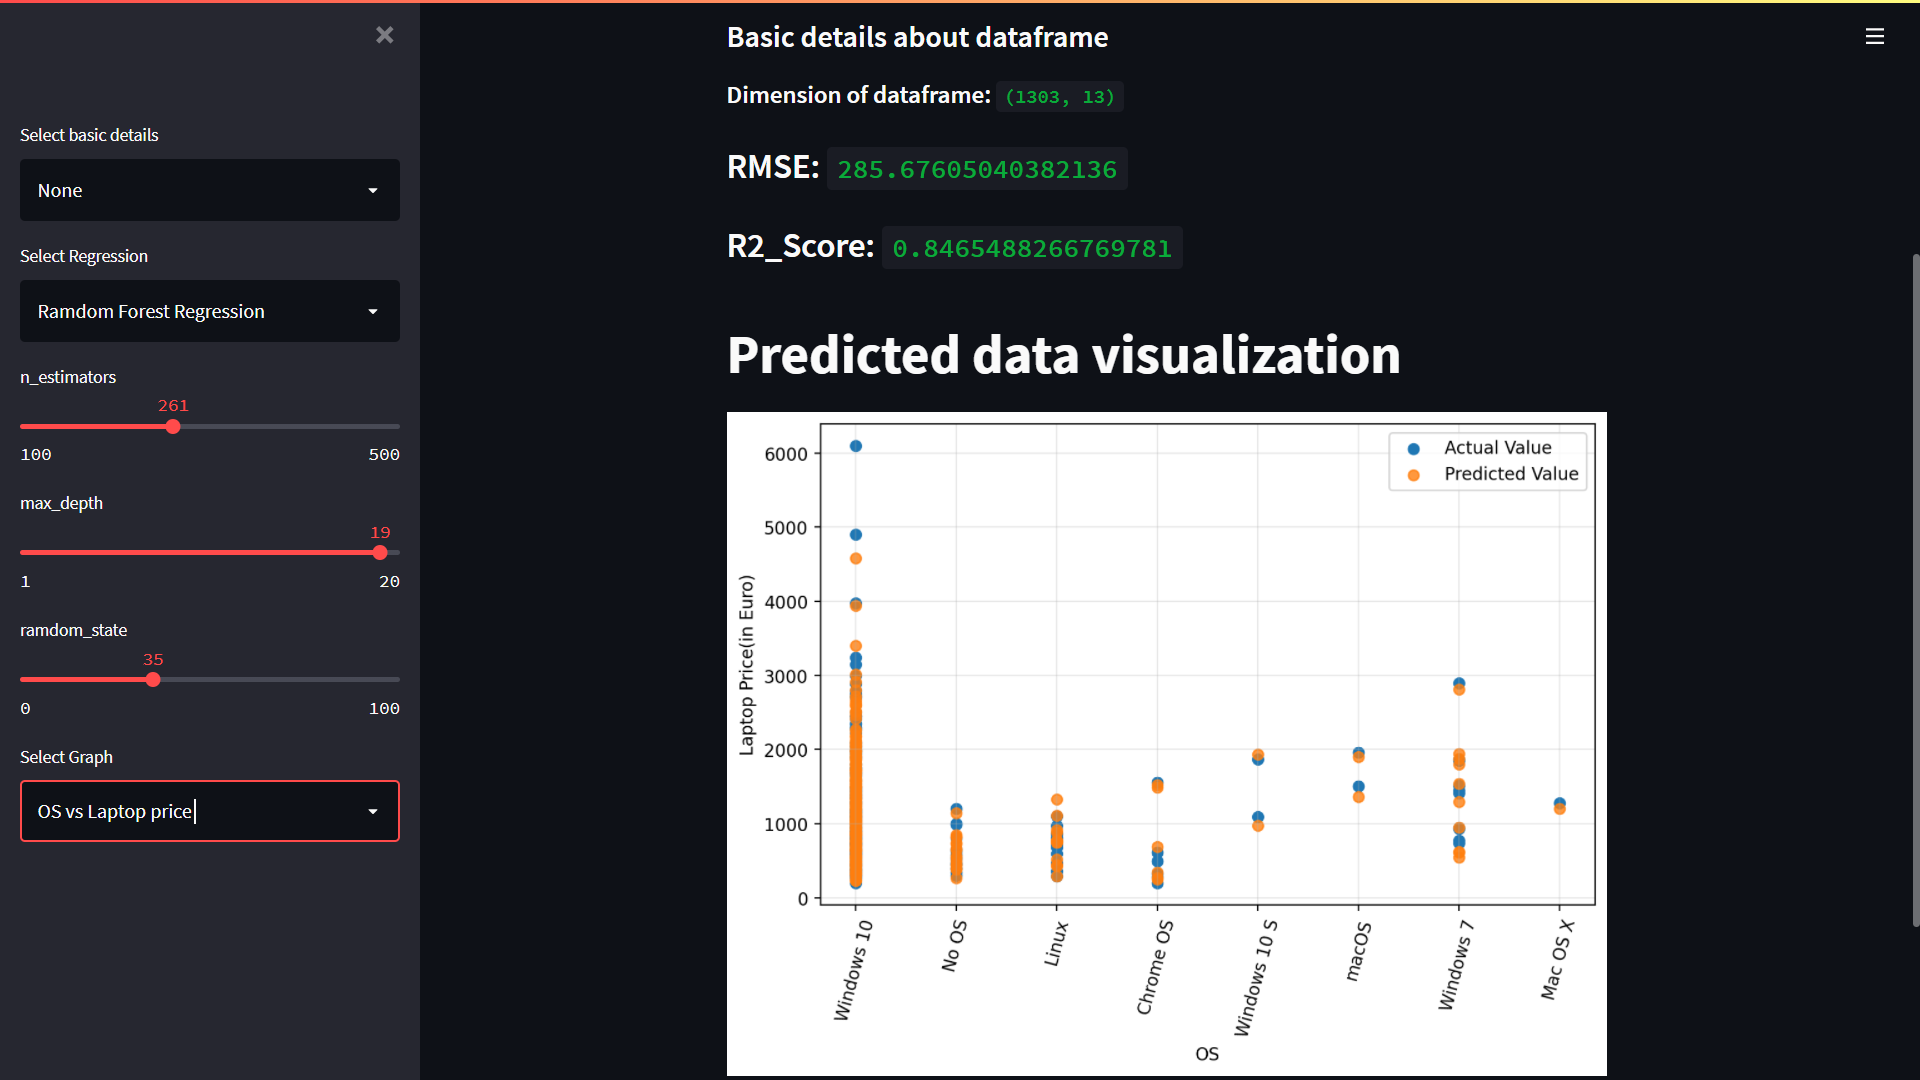 Select basic details
None
Select Regression
Ramdom Forest Regression
n_estimators
261
100 500
max_depth
19
1 20
ramdom_state
35
0 100
Select Graph
OS vs Laptop price
Basic details about dataframe
Dimension of dataframe: (1303, 13)
RMSE: 285.67605040382136
R2_Score: 0.8465488266769781
Predicted data visualization
Actual Value
Predicted Value
Laptop Price(in Euro)
6000
5000
4000
3000
2000
1000
0
Windows 10
No OS
Linux
Chrome OS
Windows 10 S
macOS
Windows 7
Mac OS X
OS